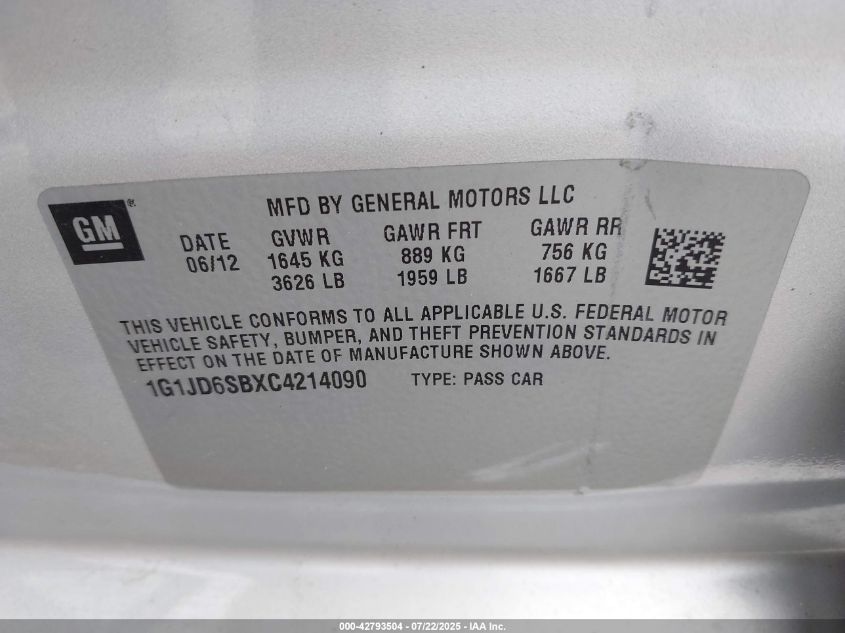 GM ®
MFD BY GENERAL MOTORS LLC
DATE GVWR GAWR FRT GAWR RR
06/12 1645 KG 889 KG 756 KG
3626 LB 1959 LB 1667 LB
THIS VEHICLE CONFORMS TO ALL APPLICABLE U.S. FEDERAL MOTOR
VEHICLE SAFETY, BUMPER, AND THEFT PREVENTION STANDARDS IN
EFFECT ON THE DATE OF MANUFACTURE SHOWN ABOVE.
1G1JD6SBXC4214090 TYPE: PASS CAR
000-42793504 - 07/22/2025 - IAA Inc.